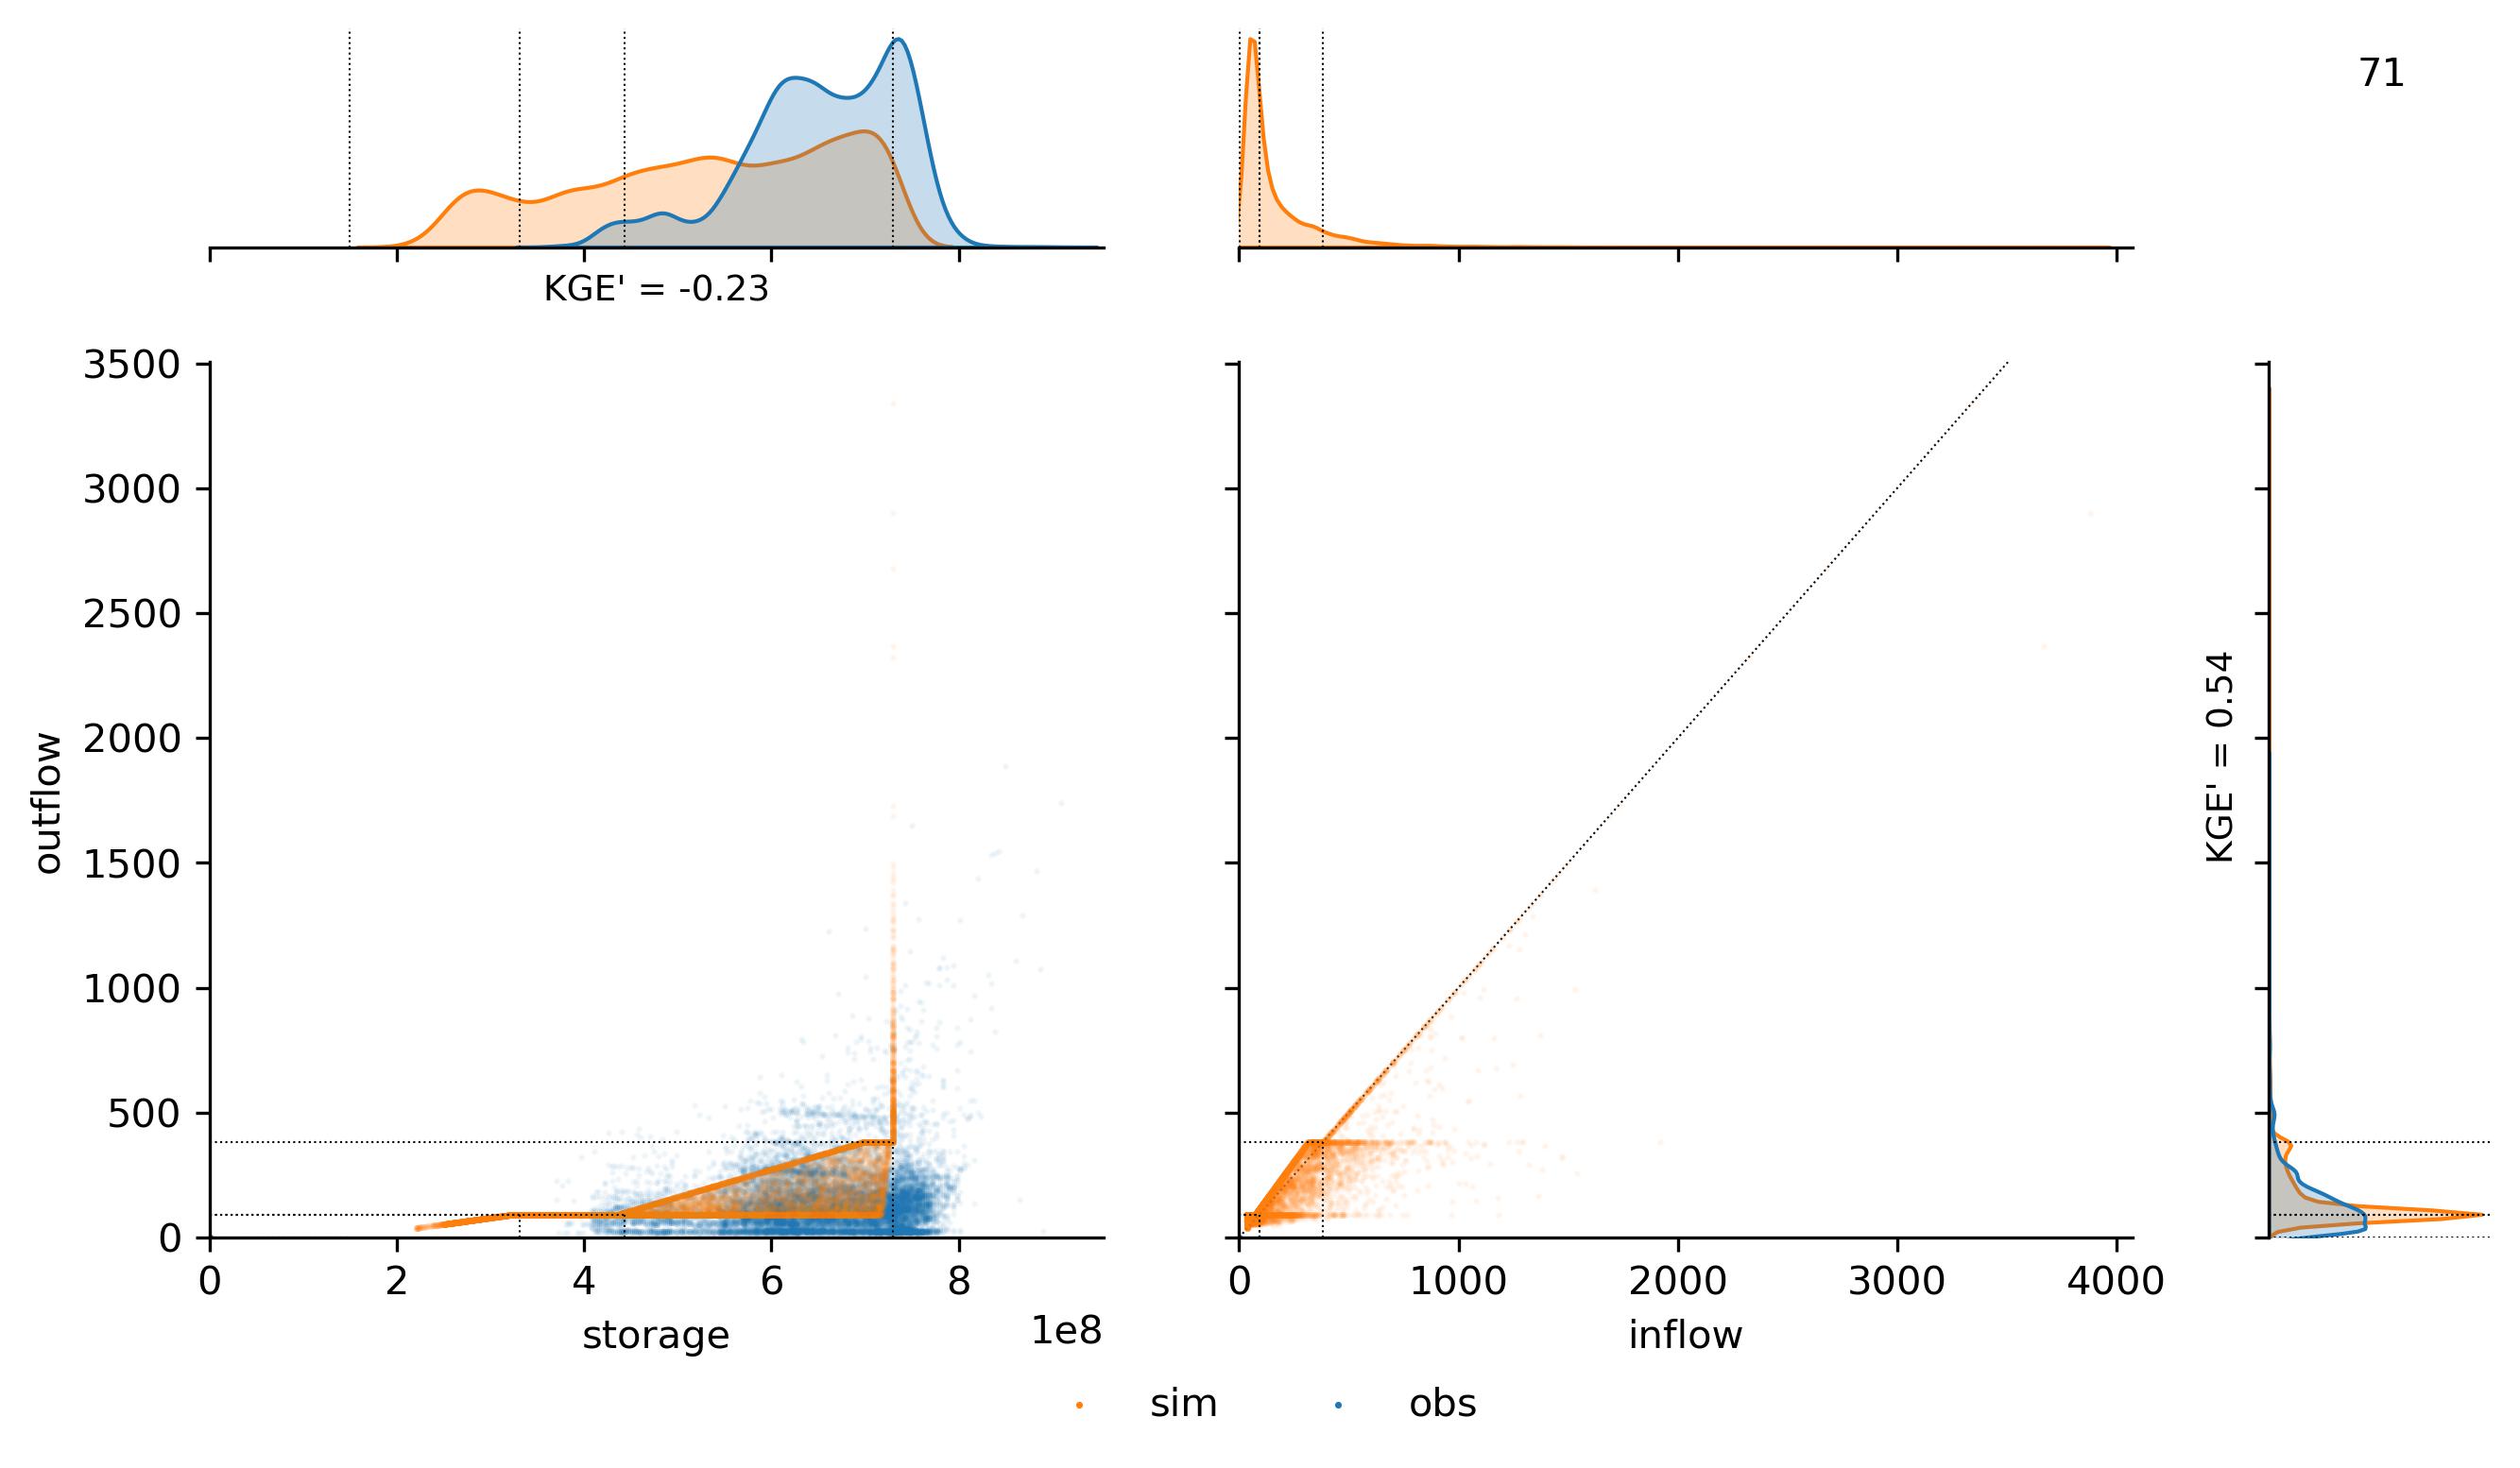 71
KGE' = -0.23
3500
3000
2500
2000
1500
1000
500
0
outflow
0 2 4 6 8
1e8
storage
0 1000 2000 3000 4000
inflow
KGE' = 0.54
sim obs